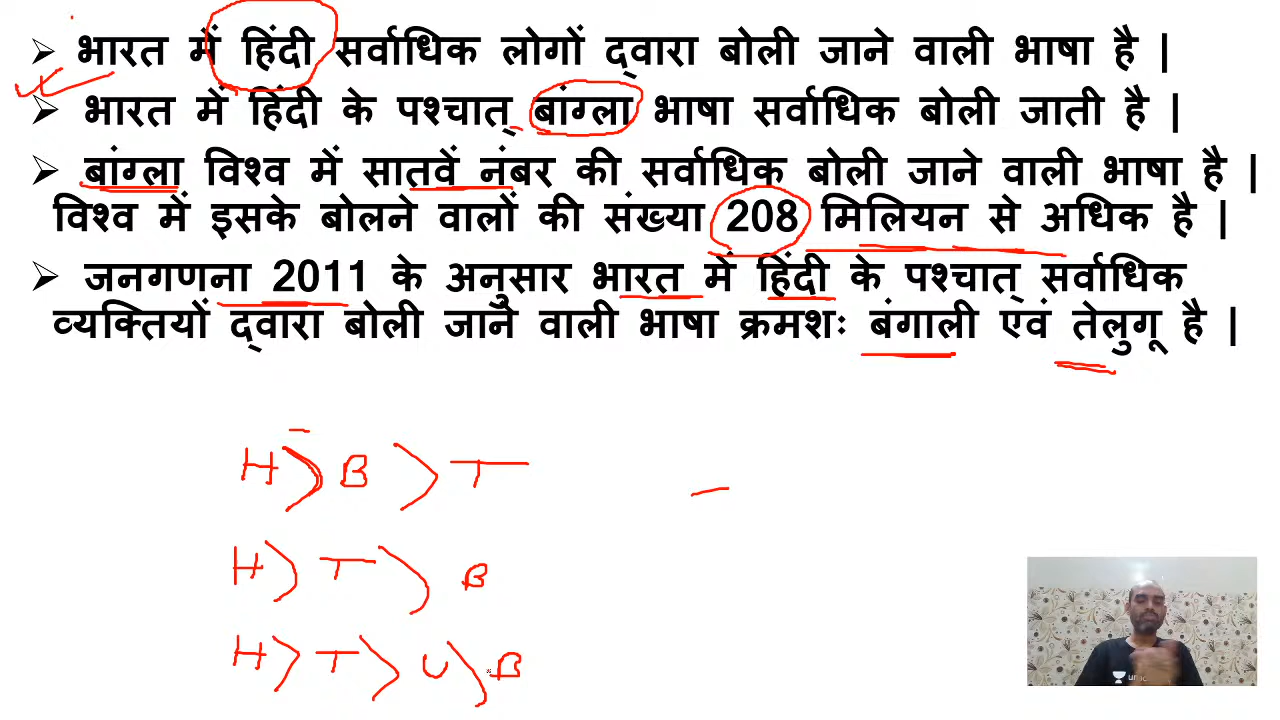 ➢ भारत में हिंदी सर्वाधिक लोगों द्वारा बोली जाने वाली भाषा है |
➢ भारत में हिंदी के पश्चात् बांग्ला भाषा सर्वाधिक बोली जाती है |
➢ बांग्ला विश्व में सातवें नंबर की सर्वाधिक बोली जाने वाली भाषा है |
विश्व में इसके बोलने वालों की संख्या 208 मिलियन से अधिक है |
➢ जनगणना 2011 के अनुसार भारत में हिंदी के पश्चात् सर्वाधिक
व्यक्तियों द्वारा बोली जाने वाली भाषा क्रमशः बंगाली एवं तेलुगू है |
H > B > T
H > T > B
H > T > U > B